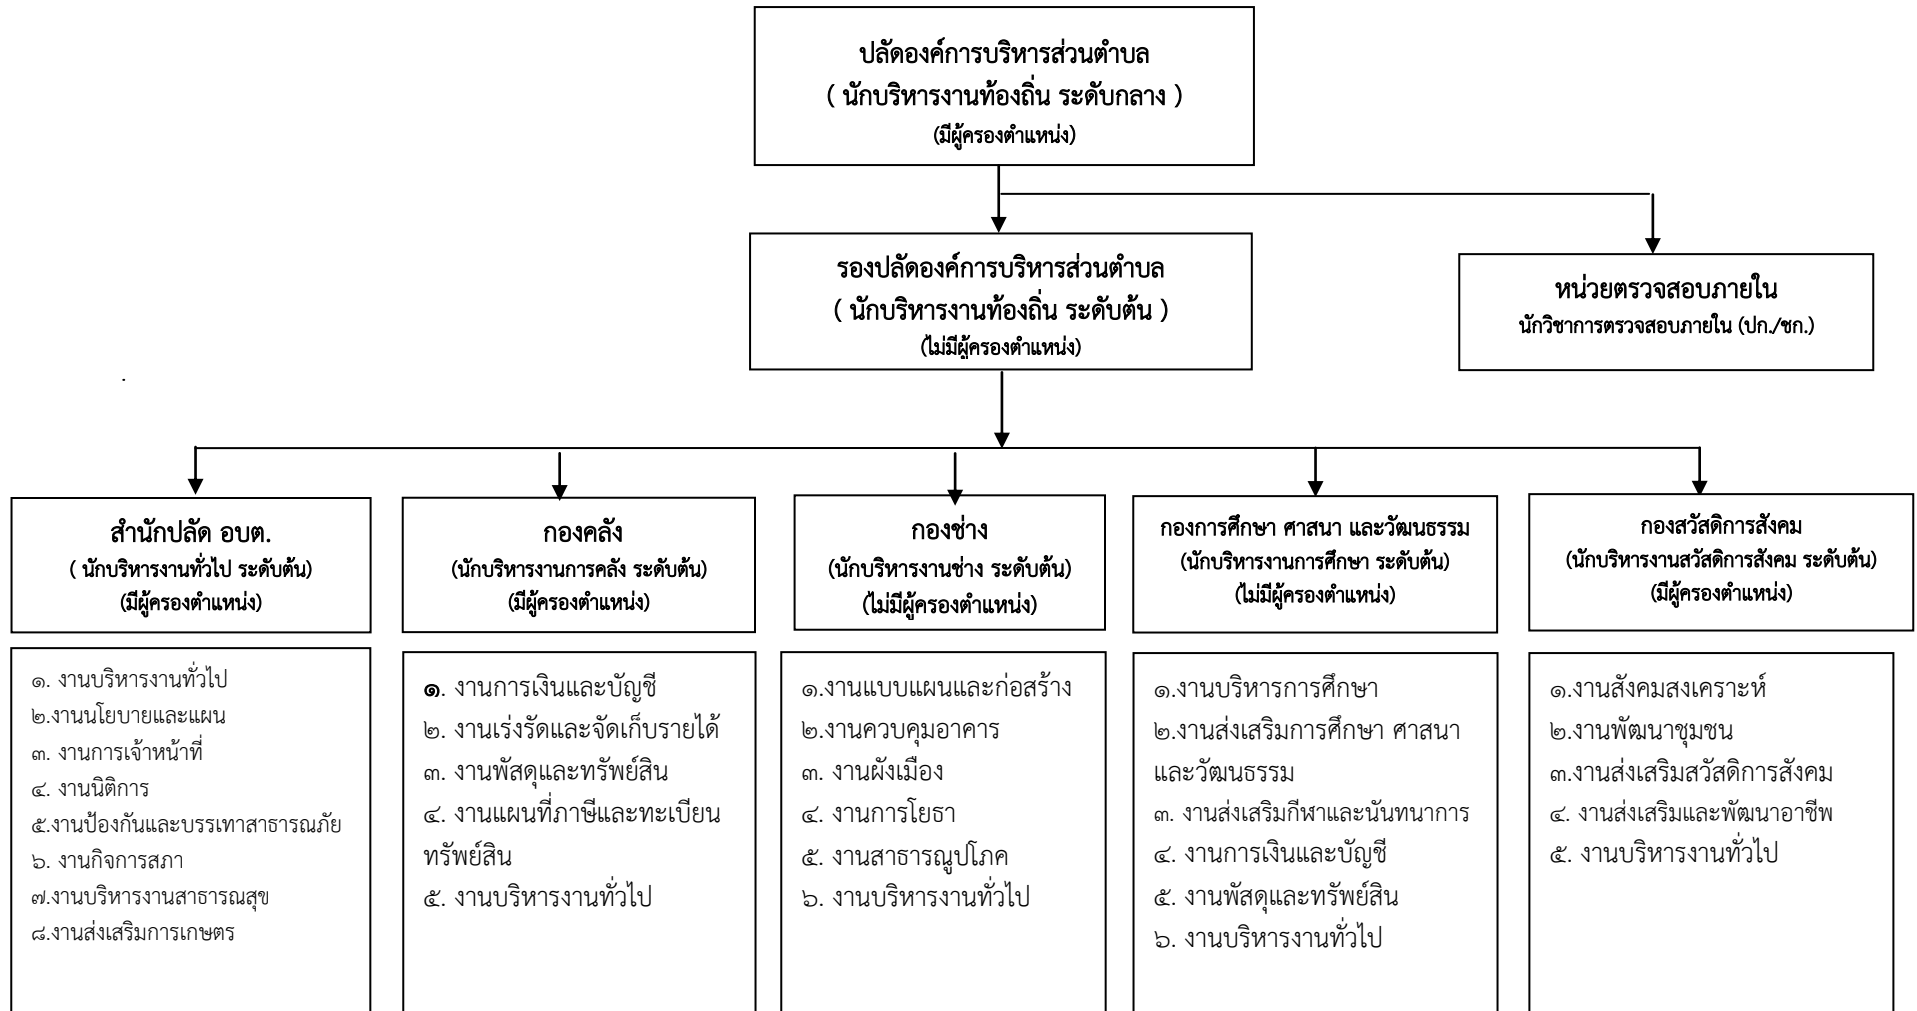 ปลัดองค์การบริหารส่วนตำบล
( นักบริหารงานท้องถิ่น ระดับกลาง )
(มีผู้ครองตำแหน่ง)
รองปลัดองค์การบริหารส่วนตำบล
( นักบริหารงานท้องถิ่น ระดับต้น )
(ไม่มีผู้ครองตำแหน่ง)
หน่วยตรวจสอบภายใน
นักวิชาการตรวจสอบภายใน (ปก./ชก.)
สำนักปลัด อบต.
( นักบริหารงานทั่วไป ระดับต้น)
(มีผู้ครองตำแหน่ง)
กองคลัง
(นักบริหารงานการคลัง ระดับต้น)
(มีผู้ครองตำแหน่ง)
กองช่าง
(นักบริหารงานช่าง ระดับต้น)
(ไม่มีผู้ครองตำแหน่ง)
กองการศึกษา ศาสนา และวัฒนธรรม
(นักบริหารงานการศึกษา ระดับต้น)
(ไม่มีผู้ครองตำแหน่ง)
กองสวัสดิการสังคม
(นักบริหารงานสวัสดิการสังคม ระดับต้น)
(มีผู้ครองตำแหน่ง)
๑. งานบริหารงานทั่วไป
๒.งานนโยบายและแผน
๓. งานการเจ้าหน้าที่
๔. งานนิติการ
๕.งานป้องกันและบรรเทาสาธารณภัย
๖. งานกิจการสภา
๗.งานบริหารงานสาธารณสุข
๘.งานส่งเสริมการเกษตร
๑. งานการเงินและบัญชี
๒. งานเร่งรัดและจัดเก็บรายได้
๓. งานพัสดุและทรัพย์สิน
๔. งานแผนที่ภาษีและทะเบียน
ทรัพย์สิน
๕. งานบริหารงานทั่วไป
๑.งานแบบแผนและก่อสร้าง
๒.งานควบคุมอาคาร
๓. งานผังเมือง
๔. งานการโยธา
๕. งานสาธารณูปโภค
๖. งานบริหารงานทั่วไป
๑.งานบริหารการศึกษา
๒.งานส่งเสริมการศึกษา ศาสนา
และวัฒนธรรม
๓. งานส่งเสริมกีฬาและนันทนาการ
๔. งานการเงินและบัญชี
๕. งานพัสดุและทรัพย์สิน
๖. งานบริหารงานทั่วไป
๑.งานสังคมสงเคราะห์
๒.งานพัฒนาชุมชน
๓.งานส่งเสริมสวัสดิการสังคม
๔. งานส่งเสริมและพัฒนาอาชีพ
๕. งานบริหารงานทั่วไป